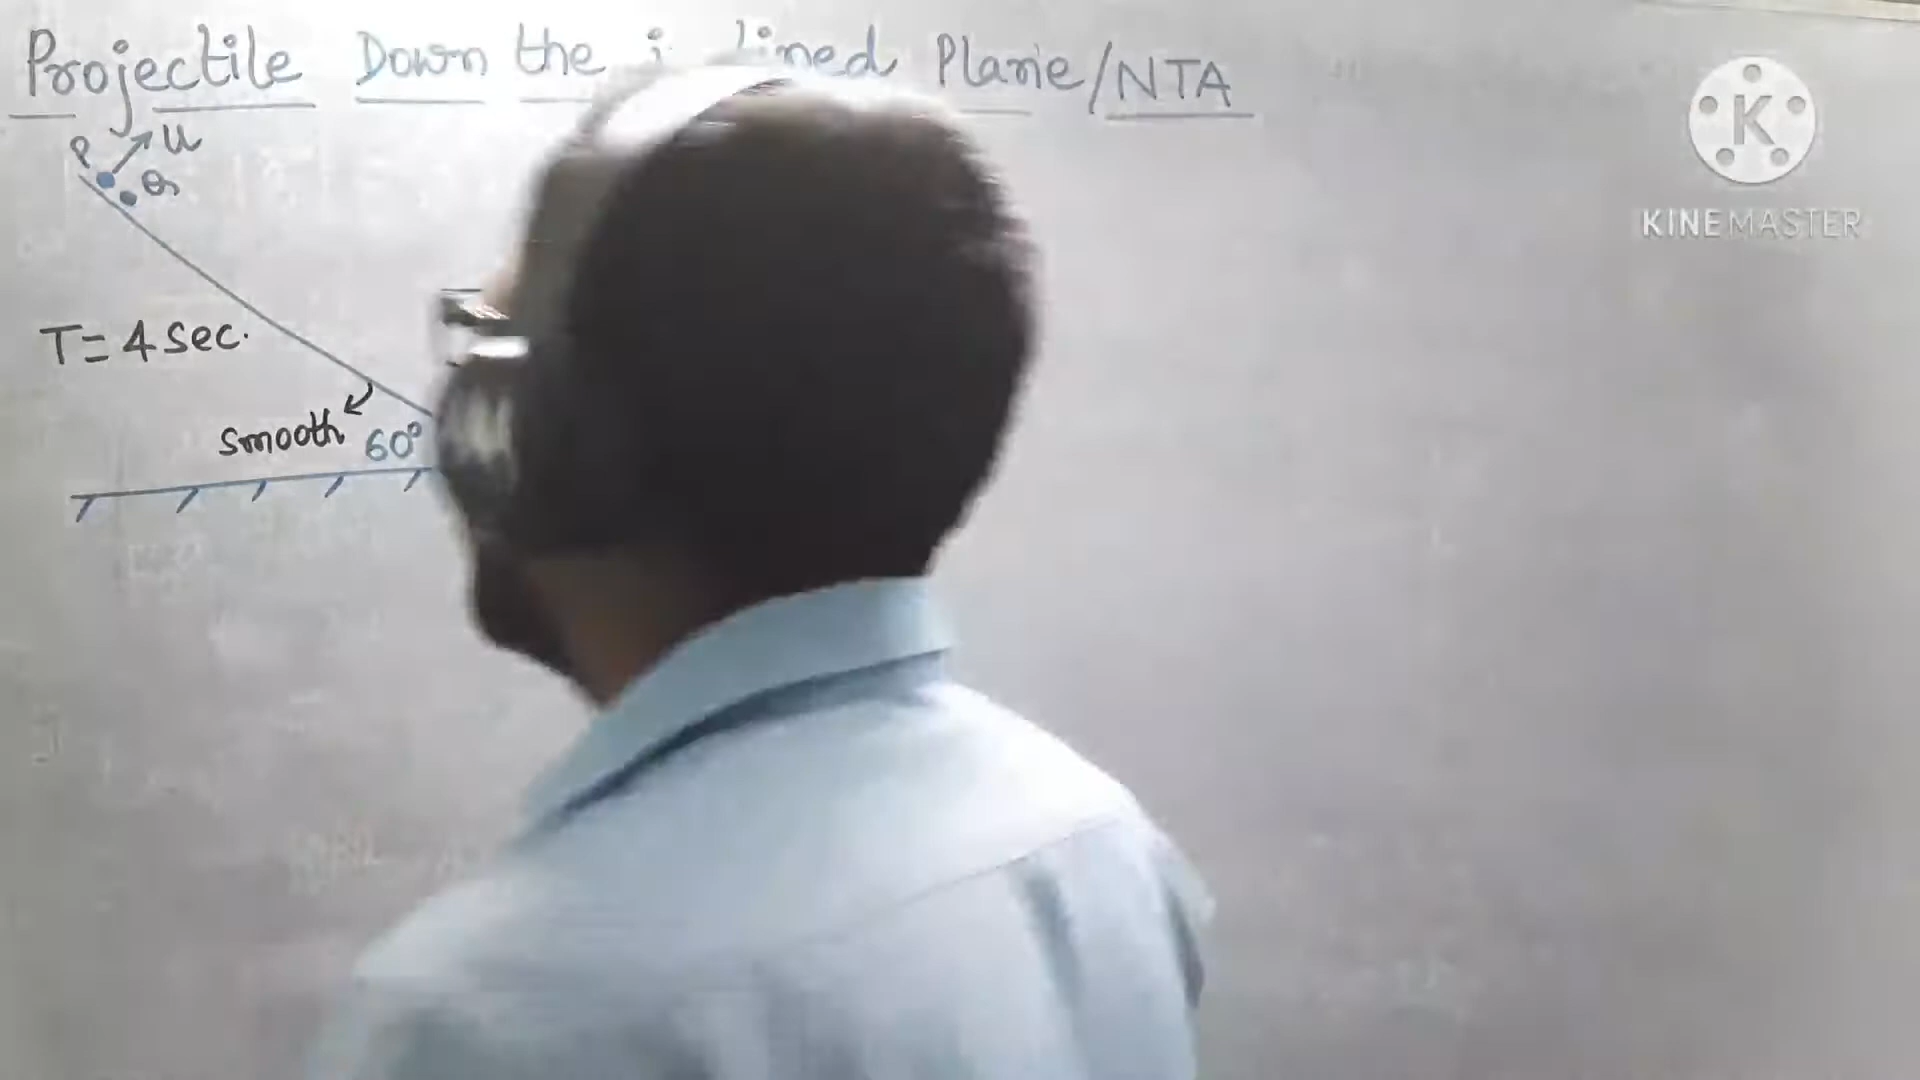 Projectile Down the Plane/NTA
P U
T = 4 Sec.
smooth 60°
K
KINEMASTER